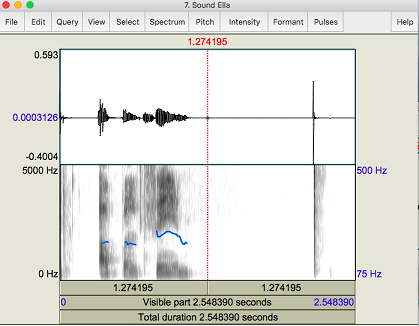 7. Sound Ella
File Edit Query View Select Spectrum Pitch Intensity Formant Pulses Help
1.274195
0.593
0.0003126
-0.4004
5000 Hz 500 Hz
0 Hz 75 Hz
1.274195 1.274195
0 Visible part 2.548390 seconds 2.548390
Total duration 2.548390 seconds